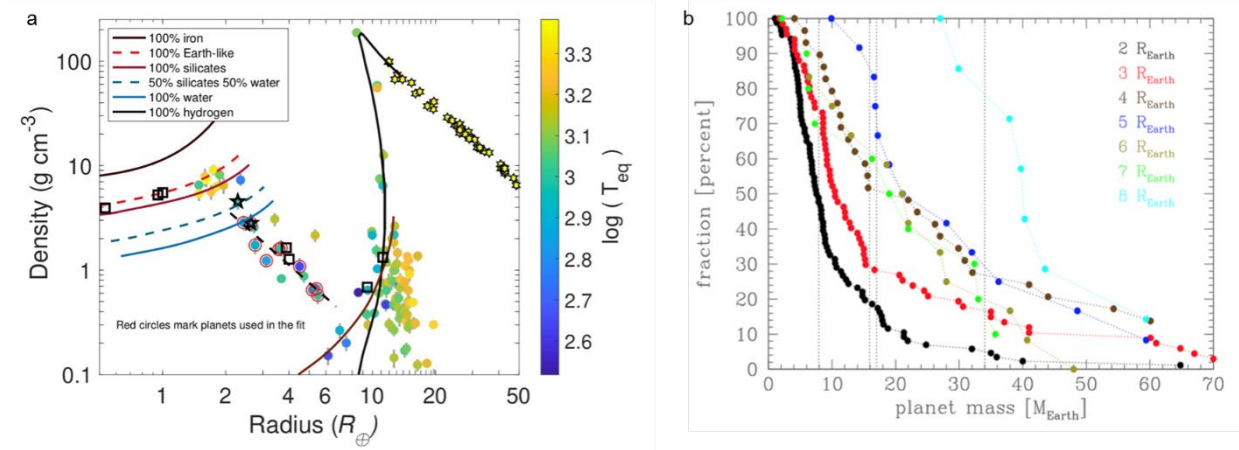 a
100% iron
100% Earth-like
100% silicates
50% silicates 50% water
100% water
100% hydrogen
Red circles mark planets used in the fit
100
10
1
0.1
Density (g cm⁻³)
1 2 4 6 10 20 50
Radius (R⊕)
3.3
3.2
3.1
3
2.9
2.8
2.7
2.6
log ( Teq )
b
2 REarth
3 REarth
4 REarth
5 REarth
6 REarth
7 REarth
8 REarth
100
90
80
70
60
50
40
30
20
10
0
fraction [percent]
0 10 20 30 40 50 60 70
planet mass [MEarth]